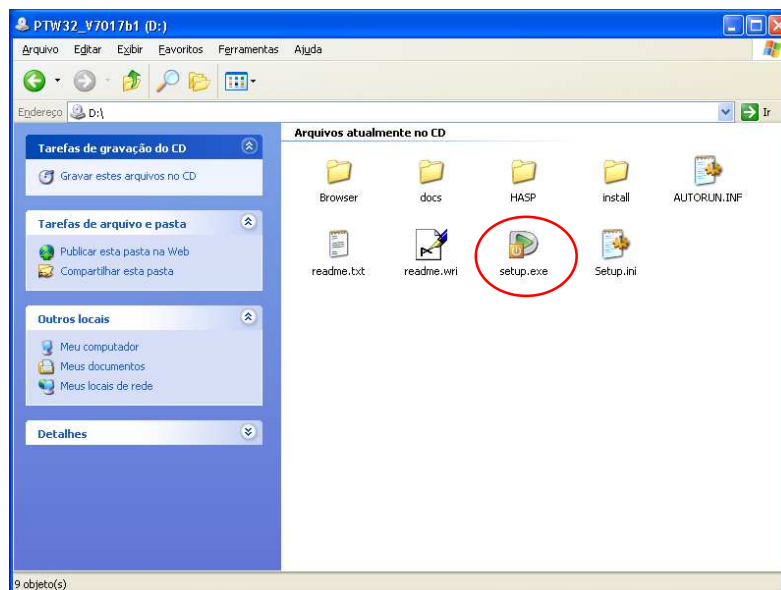 PTW32_V7017b1 (D:)
Arquivo Editar Exibir Favoritos Ferramentas Ajuda
Endereço D:\ Ir
Tarefas de gravação do CD
Gravar estes arquivos no CD
Tarefas de arquivo e pasta
Publicar esta pasta na Web
Compartilhar esta pasta
Outros locais
Meu computador
Meus documentos
Meus locais de rede
Detalhes
Arquivos atualmente no CD
Browser docs HASP install AUTORUN.INF
readme.txt readme.wri setup.exe Setup.ini
9 objeto(s)